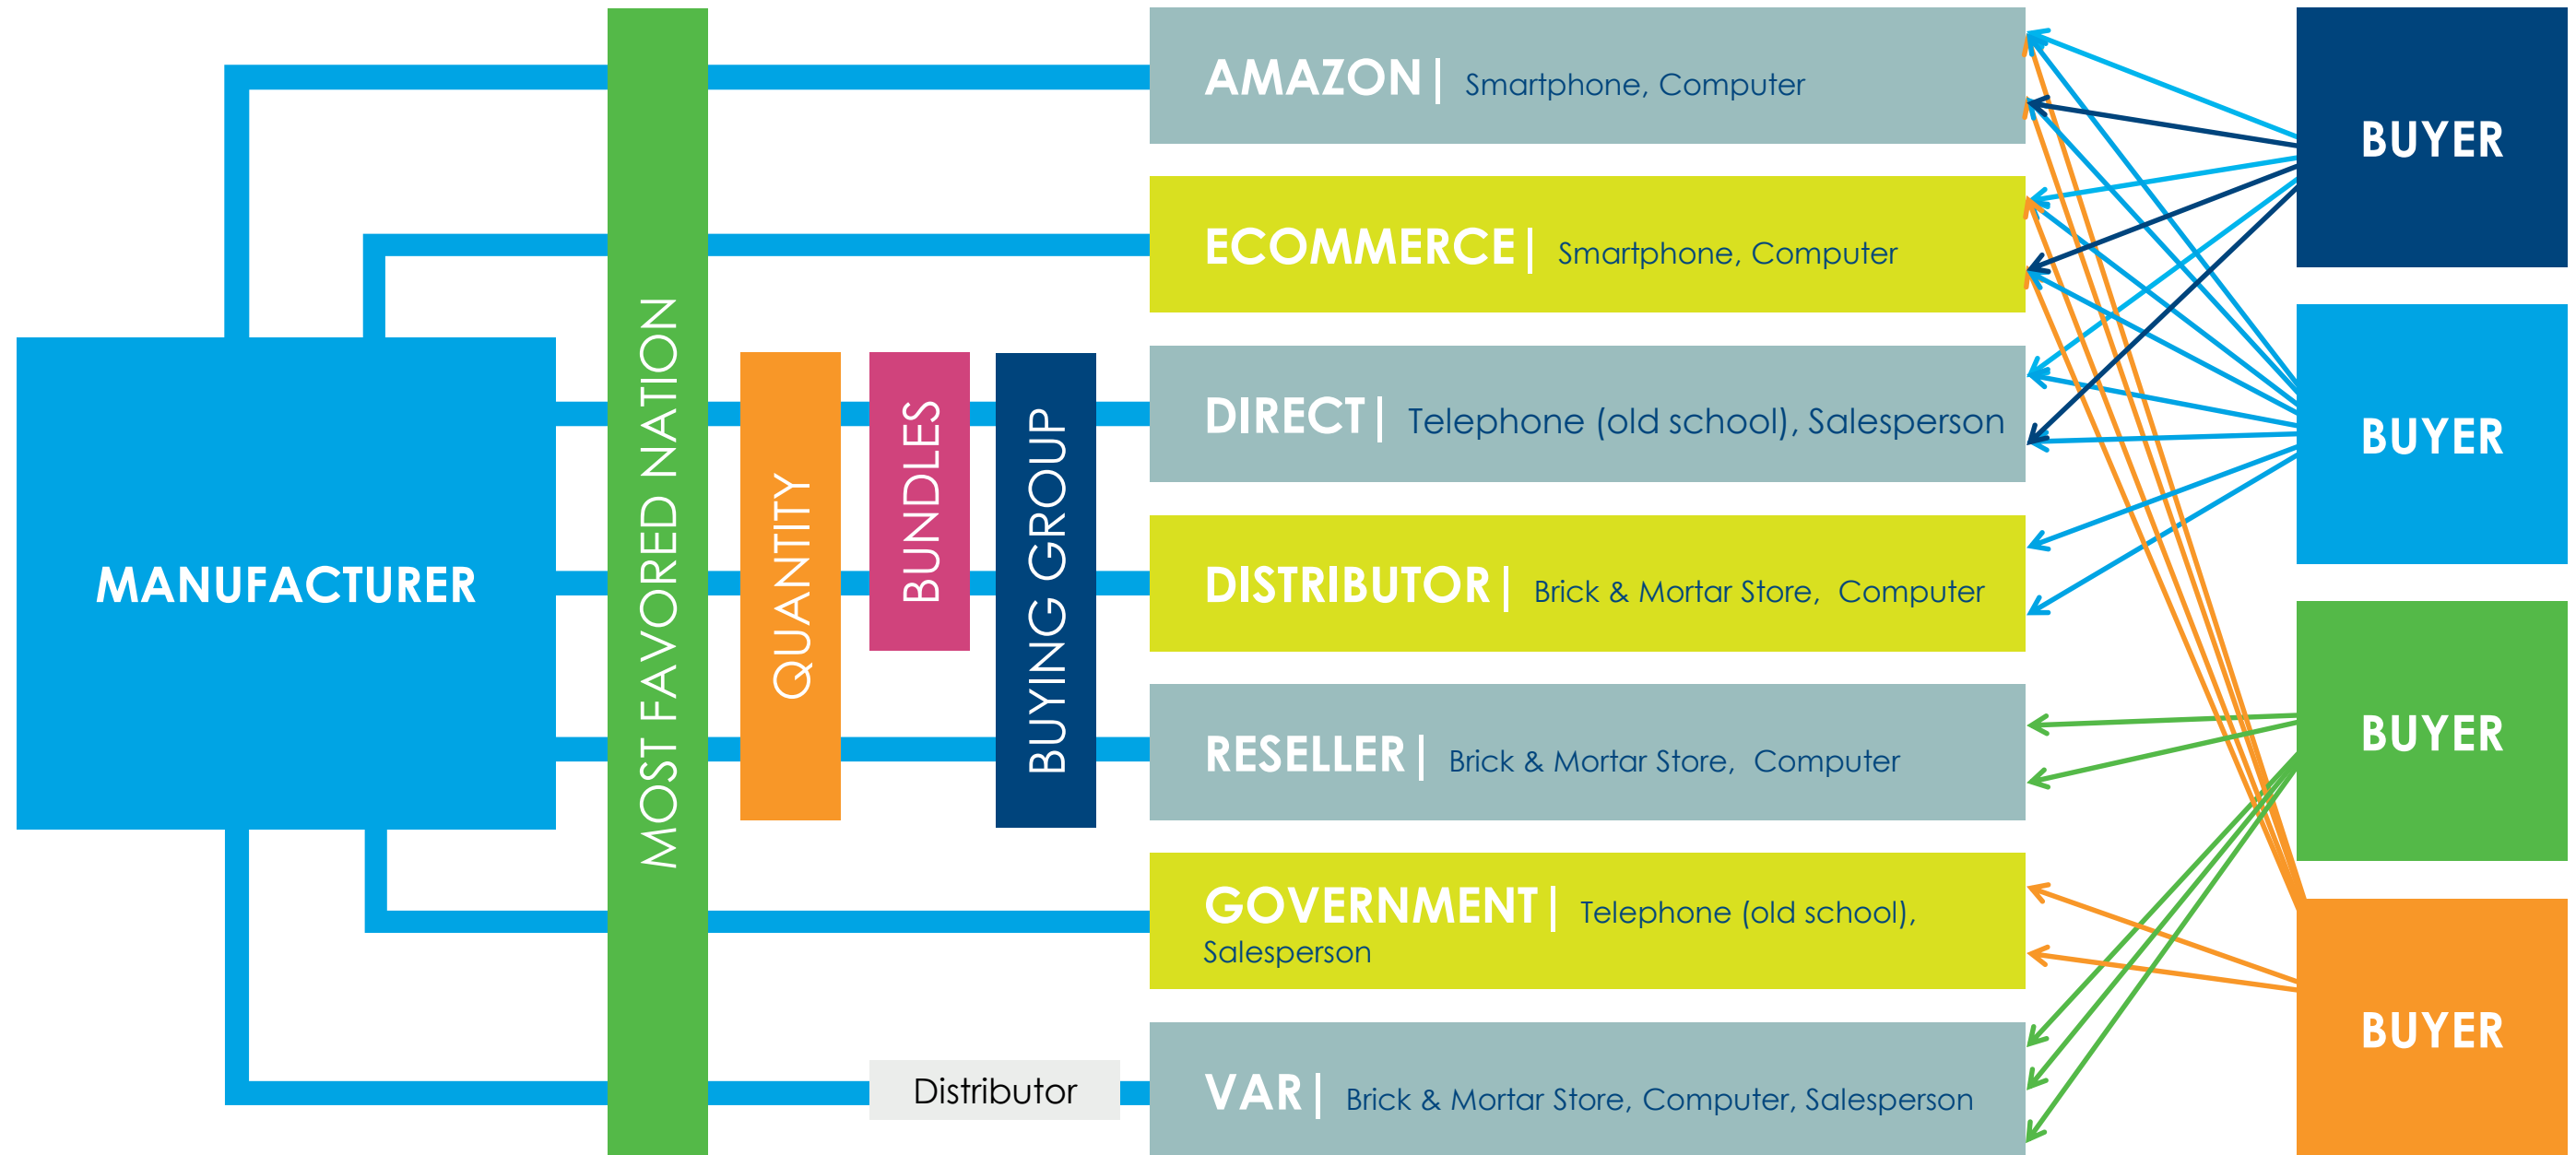 MANUFACTURER
MOST FAVORED NATION
QUANTITY
BUNDLES
BUYING GROUP
Distributor
AMAZON| Smartphone, Computer
ECOMMERCE| Smartphone, Computer
DIRECT| Telephone (old school), Salesperson
DISTRIBUTOR| Brick & Mortar Store, Computer
RESELLER| Brick & Mortar Store, Computer
GOVERNMENT| Telephone (old school),
Salesperson
VAR| Brick & Mortar Store, Computer, Salesperson
BUYER
BUYER
BUYER
BUYER